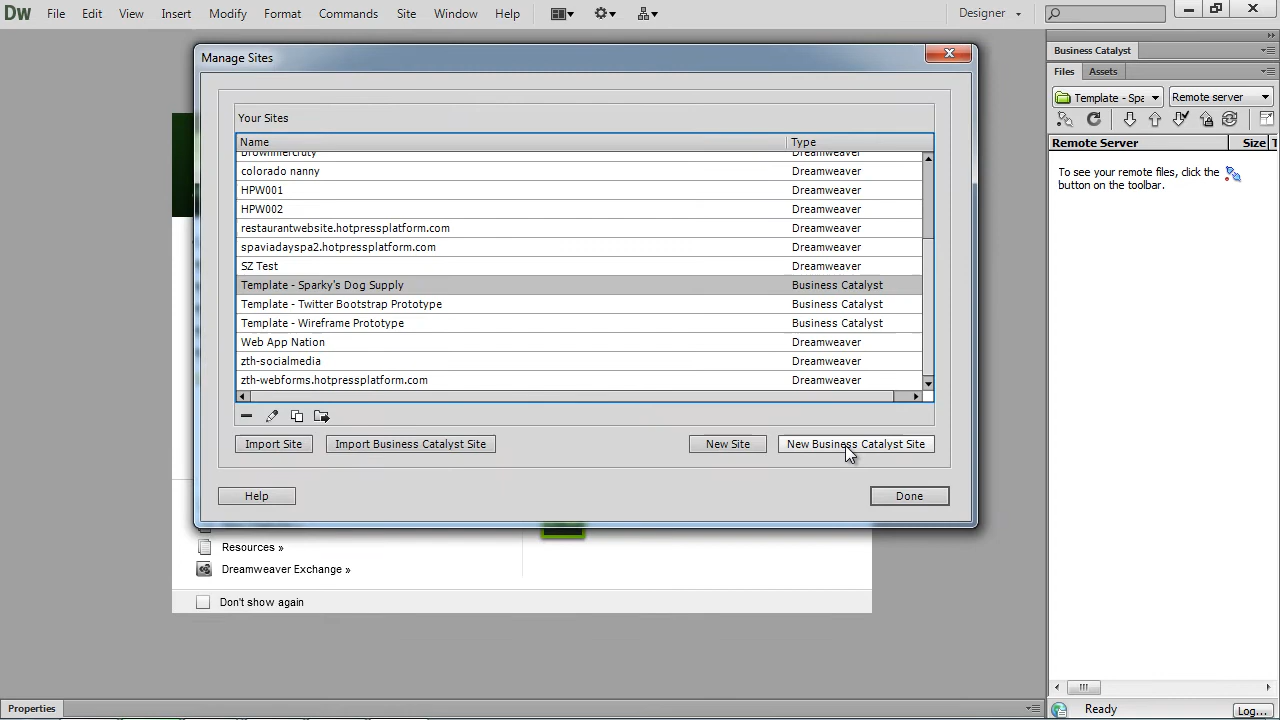 Dw File Edit View Insert Modify Format Commands Site Window Help Designer
Manage Sites
Business Catalyst
Files Assets
Template - Spa Remote server
Your Sites
Name Type
Remote Server Size T
Brownmercruty Dreamweaver
colorado nanny Dreamweaver
To see your remote files, click the
button on the toolbar.
HPW001 Dreamweaver
HPW002 Dreamweaver
restaurantwebsite.hotpressplatform.com Dreamweaver
spaviadayspa2.hotpressplatform.com Dreamweaver
SZ Test Dreamweaver
Template - Sparky's Dog Supply Business Catalyst
Template - Twitter Bootstrap Prototype Business Catalyst
Template - Wireframe Prototype Business Catalyst
Web App Nation Dreamweaver
zth-socialmedia Dreamweaver
zth-webforms.hotpressplatform.com Dreamweaver
Import Site Import Business Catalyst Site New Site New Business Catalyst Site
Help Done
Resources »
Dreamweaver Exchange »
Don't show again
Properties Ready Log...